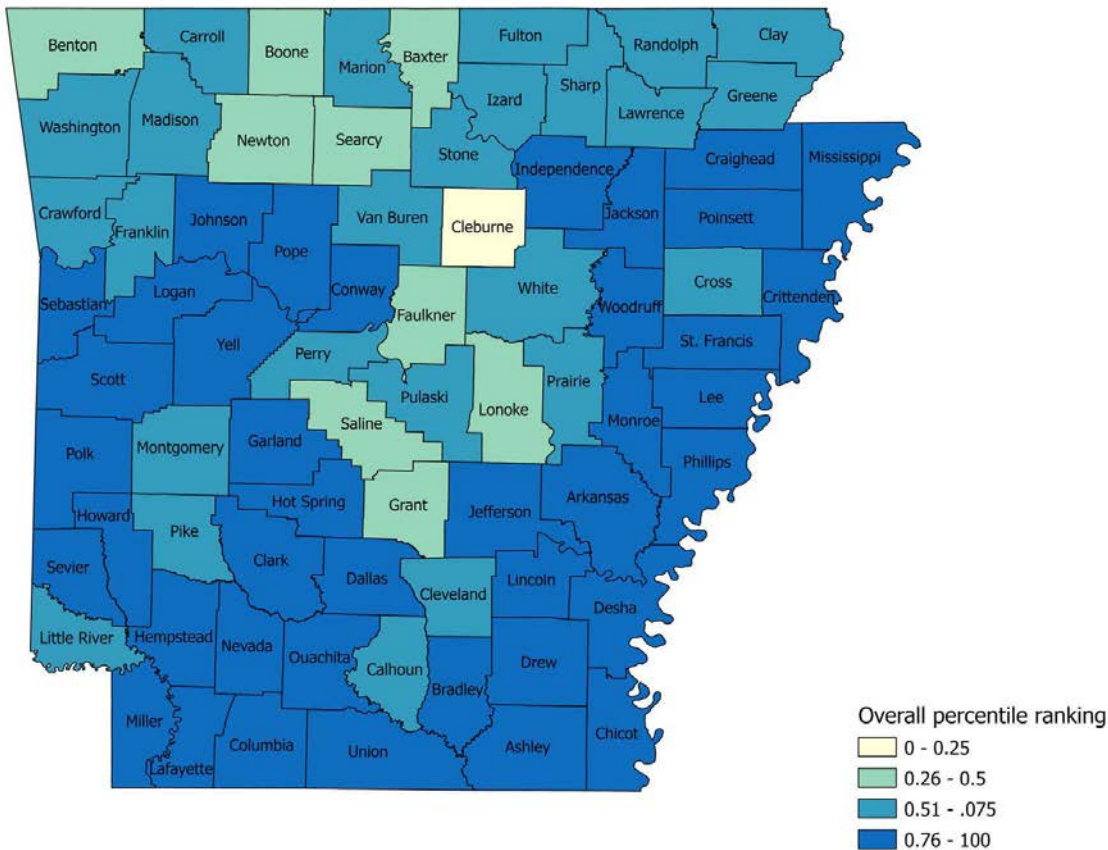 Benton
Carroll
Boone
Marion
Baxter
Fulton
Randolph
Clay
Sharp
Izard
Greene
Lawrence
Washington
Madison
Newton
Searcy
Stone
Independence
Craighead
Mississippi
Crawford
Franklin
Johnson
Pope
Van Buren
Cleburne
Jackson
Poinsett
Sebastian
Logan
Conway
White
Woodruff
Cross
Crittenden
Faulkner
Yell
Scott
Perry
Pulaski
Lonoke
Prairie
St. Francis
Lee
Monroe
Saline
Garland
Montgomery
Polk
Phillips
Hot Spring
Grant
Jefferson
Arkansas
Howard
Pike
Clark
Sevier
Dallas
Cleveland
Lincoln
Desha
Little River
Hempstead
Nevada
Ouachita
Calhoun
Bradley
Drew
Miller
Lafayette
Columbia
Union
Ashley
Chicot
Overall percentile ranking
0 - 0.25
0.26 - 0.5
0.51 - .075
0.76 - 100